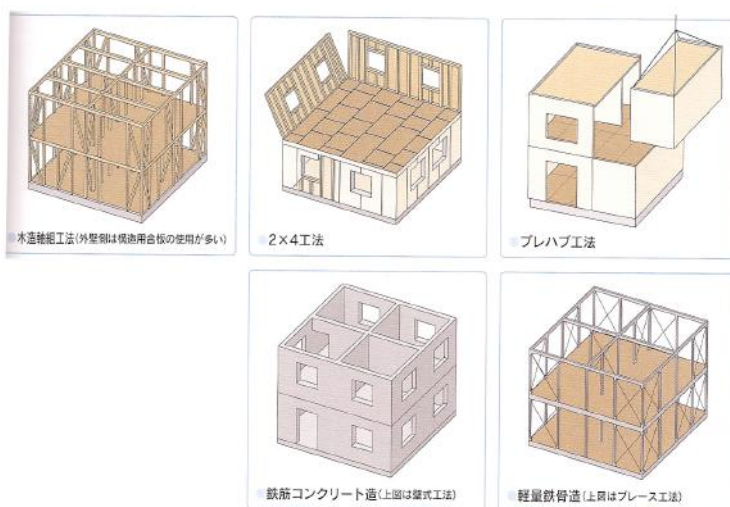 木造軸組工法(外壁側は構造用合板の使用が多い)
2×4工法
プレハブ工法
鉄筋コンクリート造(上図は壁式工法)
軽量鉄骨造(上図はブレース工法)